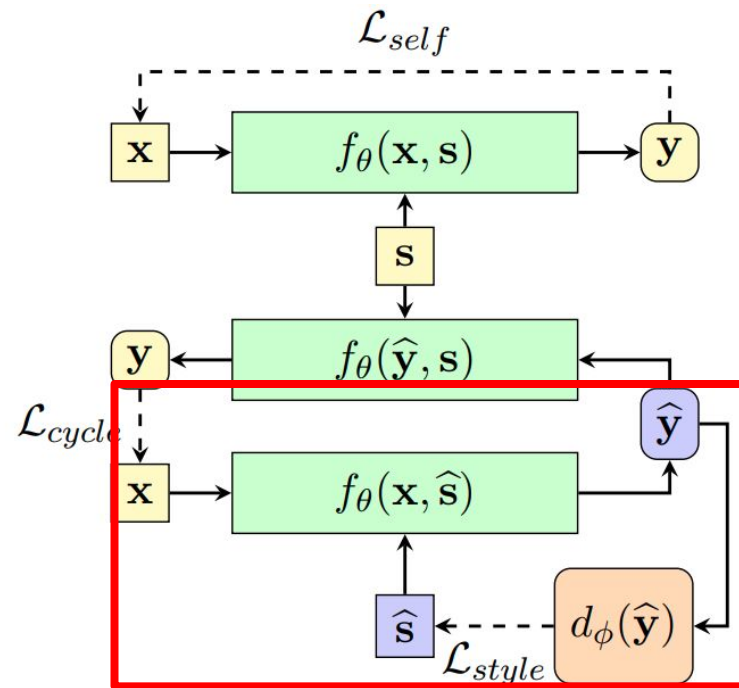 𝓛_self
x f_θ(x, s) y
s
y f_θ(ŷ, s)
𝓛_cycle ŷ
x f_θ(x, ŝ)
ŝ d_ϕ(ŷ)
𝓛_style